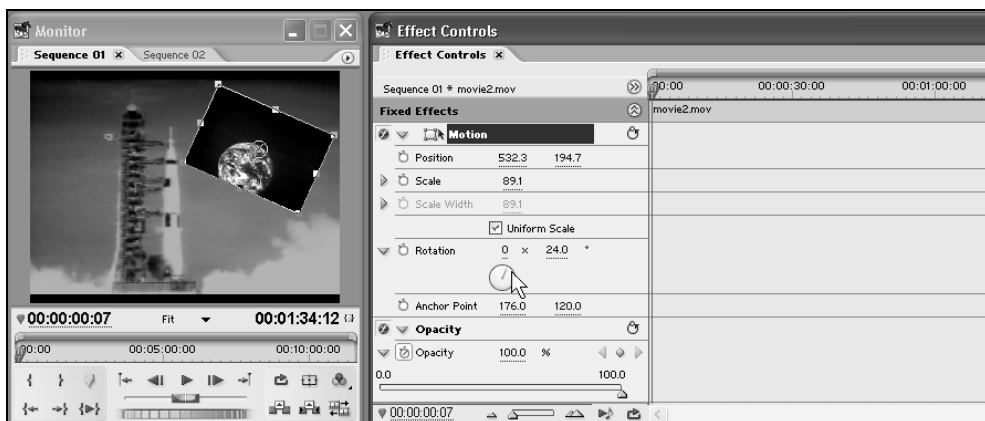 Monitor
Sequence 01 Sequence 02
00:00:00:07 Fit 00:01:34:12
00:00 00:05:00:00 00:10:00:00
Effect Controls
Effect Controls
Sequence 01 * movie2.mov
Fixed Effects
Motion
Position 532.3 194.7
Scale 89.1
Scale Width 89.1
Uniform Scale
Rotation 0 x 24.0 °
Anchor Point 176.0 120.0
Opacity
Opacity 100.0 %
0.0 100.0
00:00:00:07
00:00 00:00:30:00 00:01:00:00
movie2.mov